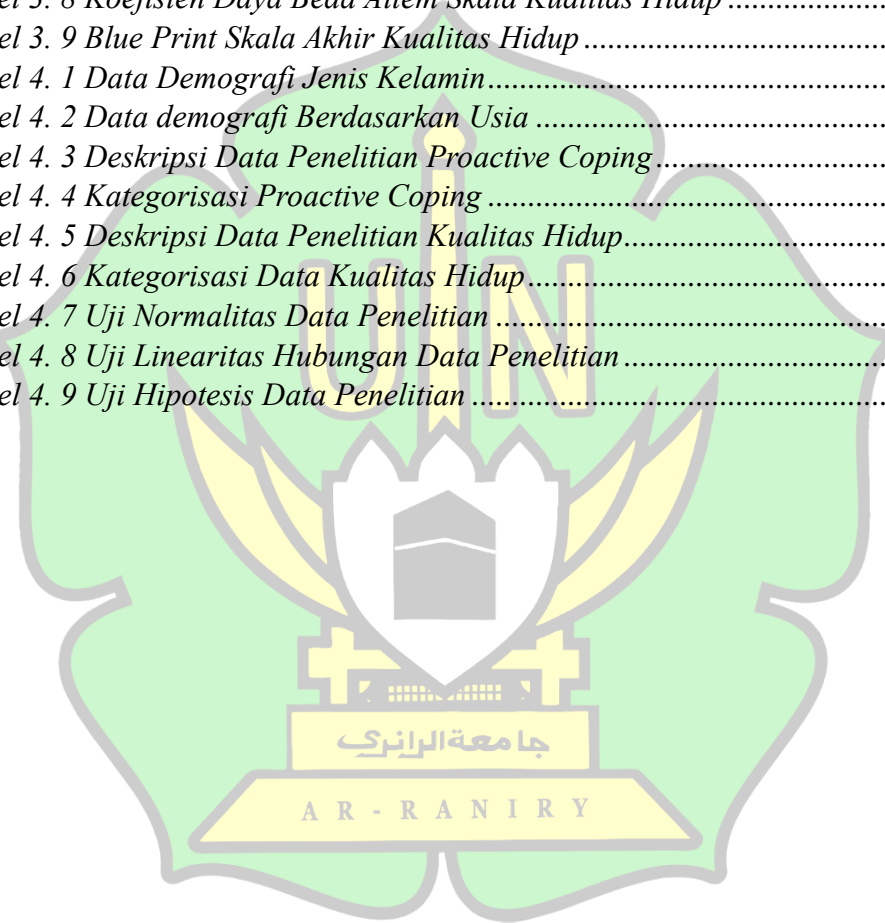 el 3. 8 Koefisien Daya Beda Aitem Skala Kualitas Hidup
el 3. 9 Blue Print Skala Akhir Kualitas Hidup
el 4. 1 Data Demografi Jenis Kelamin
el 4. 2 Data demografi Berdasarkan Usia
el 4. 3 Deskripsi Data Penelitian Proactive Coping
el 4. 4 Kategorisasi Proactive Coping
el 4. 5 Deskripsi Data Penelitian Kualitas Hidup
el 4. 6 Kategorisasi Data Kualitas Hidup
el 4. 7 Uji Normalitas Data Penelitian
el 4. 8 Uji Linearitas Hubungan Data Penelitian
el 4. 9 Uji Hipotesis Data Penelitian
UIN
جامعة الرانري
AR-RANIRY